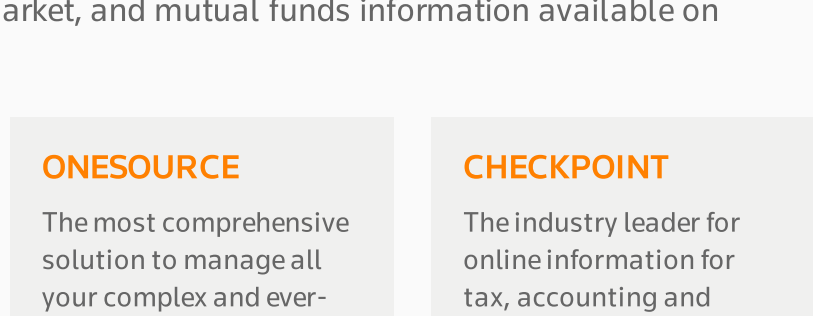 arket, and mutual funds information available on
ONESOURCE
The most comprehensive
solution to manage all
your complex and ever-
CHECKPOINT
The industry leader for
online information for
tax, accounting and